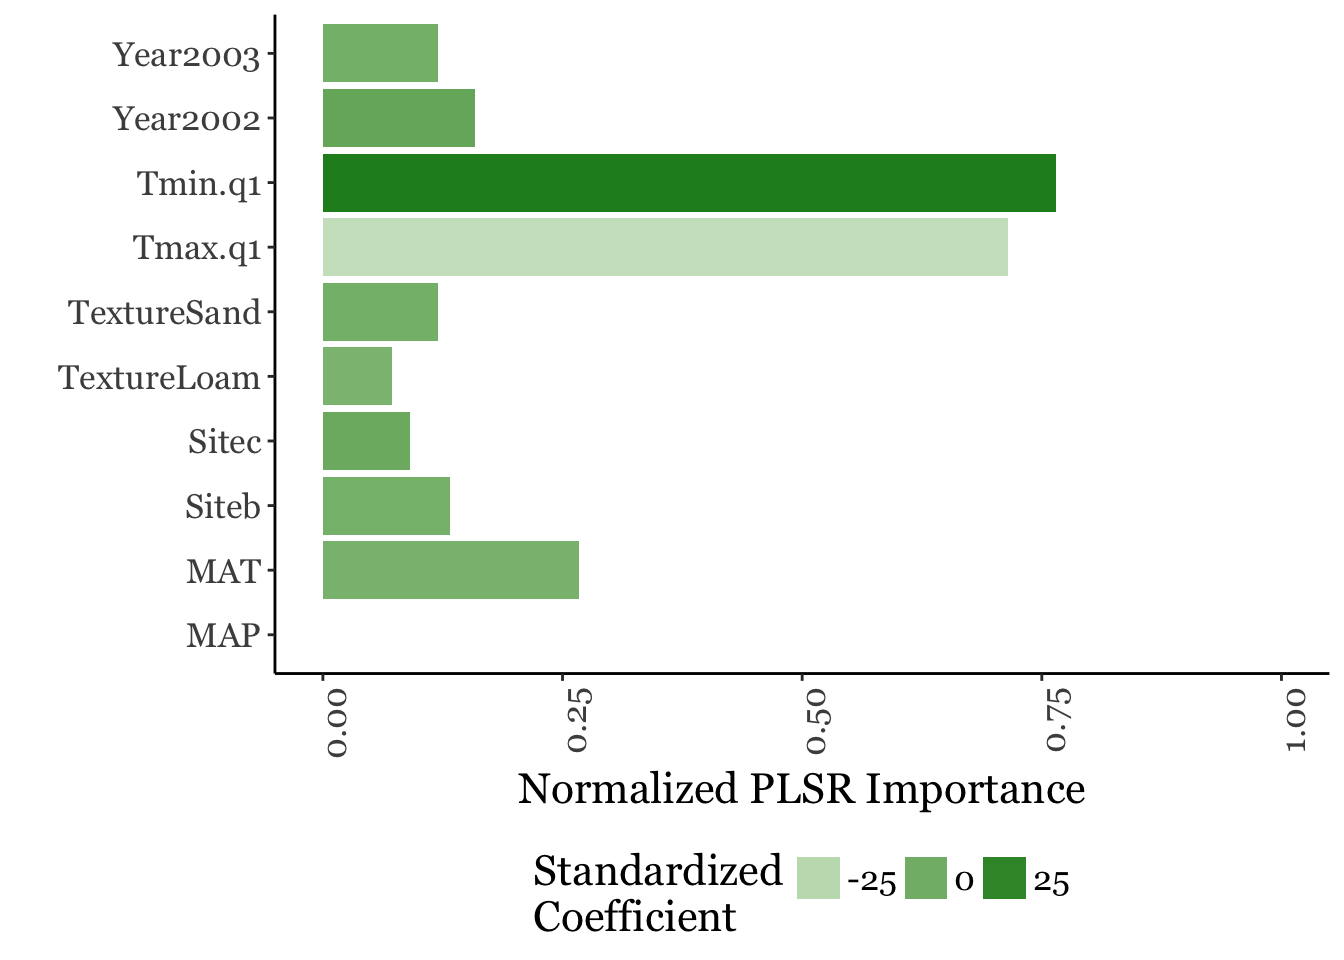 Year2003
Year2002
Tmin.q1
Tmax.q1
TextureSand
TextureLoam
Sitec
Siteb
MAT
MAP
0.00
0.25
0.50
0.75
1.00
Normalized PLSR Importance
Standardized
Coefficient
-25
0
25